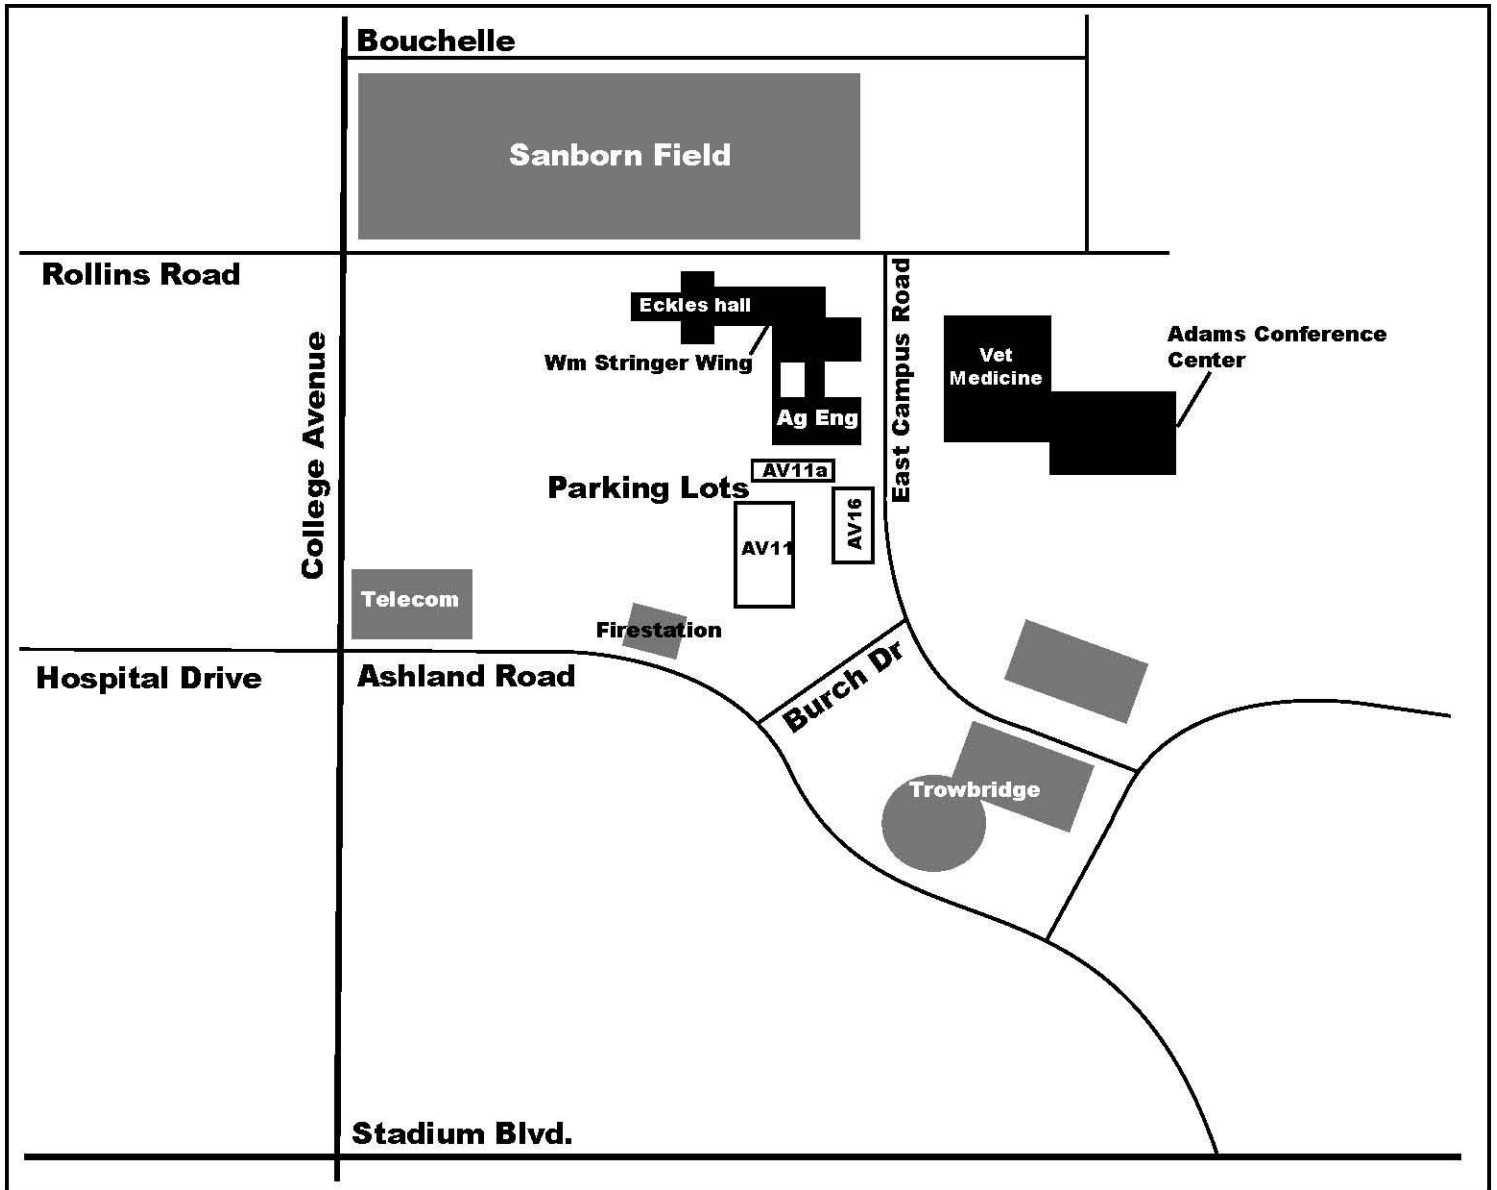 Bouchelle
Sanborn Field
Rollins Road
Eckles hall
East Campus Road
Adams Conference
Center
Wm Stringer Wing
Vet
Medicine
College Avenue
Ag Eng
AV11a
Parking Lots
AV16
AV11
Telecom
Firestation
Hospital Drive
Ashland Road
Burch Dr
Trowbridge
Stadium Blvd.